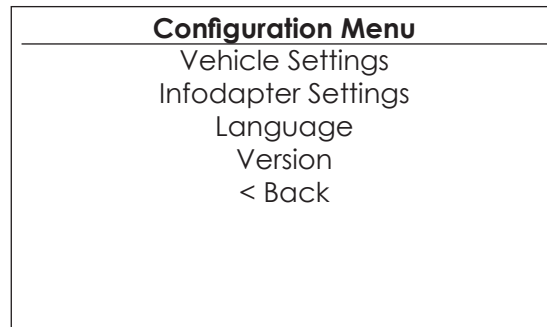 Configuration Menu
Vehicle Settings
Infodapter Settings
Language
Version
< Back